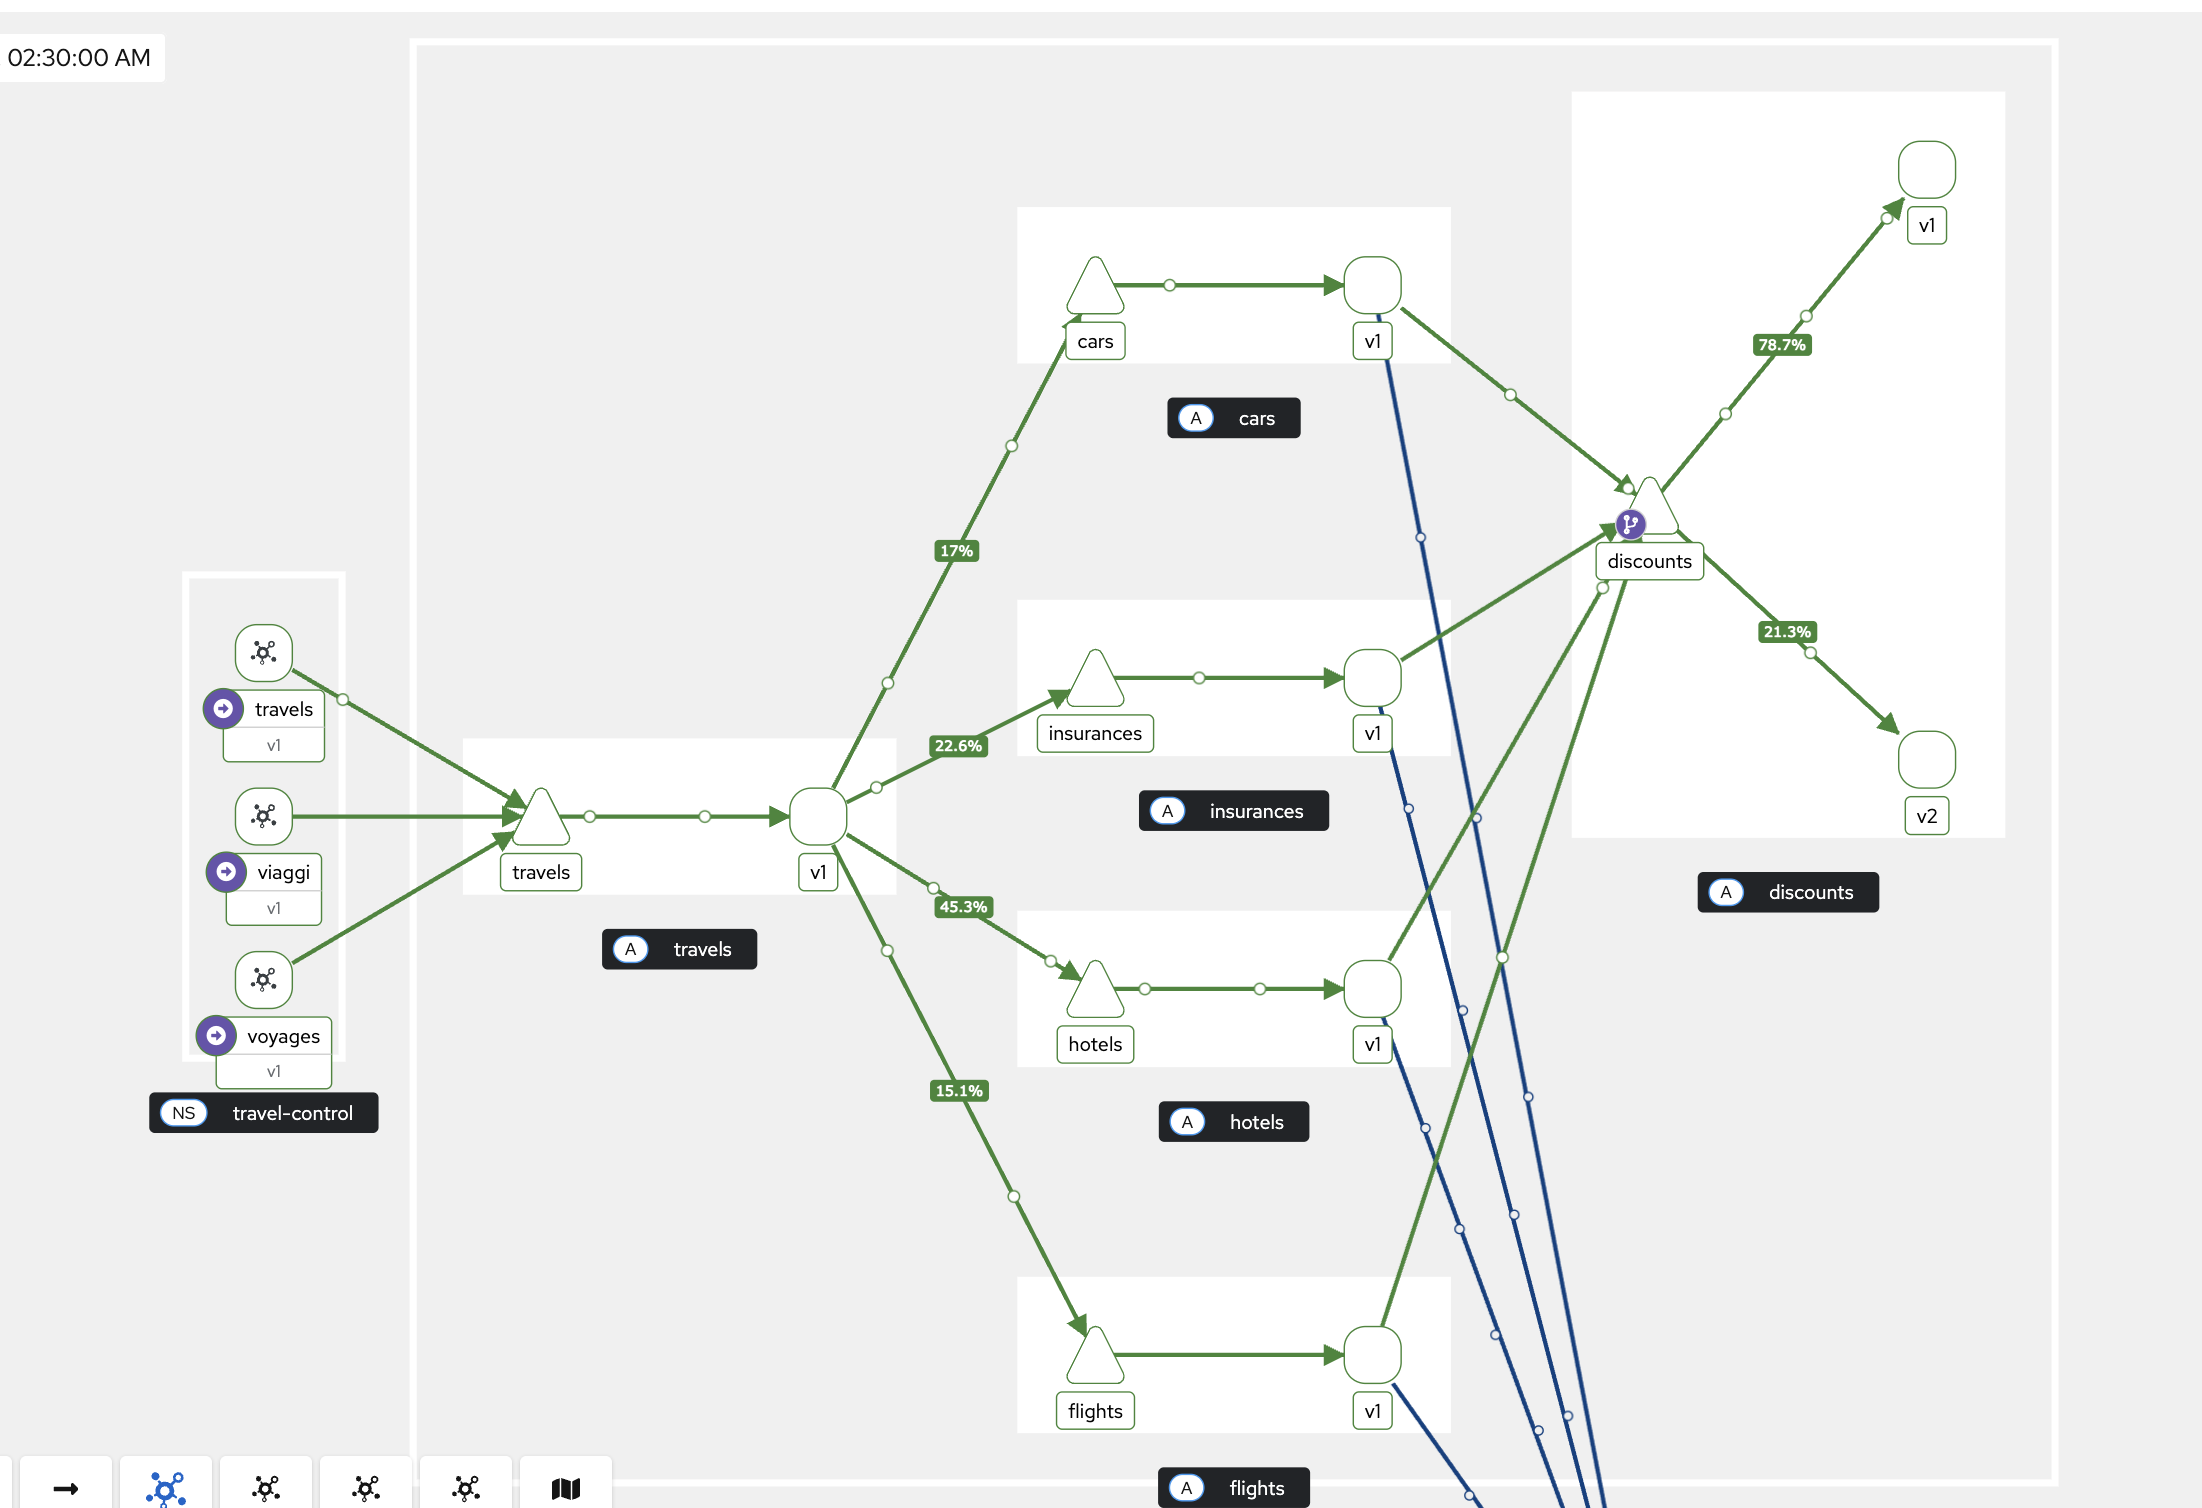 02:30:00 AM
travels
v1
viaggi
v1
voyages
v1
NS travel-control
travels
v1
A travels
17%
22.6%
45.3%
15.1%
cars
v1
A cars
insurances
v1
A insurances
hotels
v1
A hotels
flights
v1
A flights
discounts
78.7%
21.3%
v1
v2
A discounts